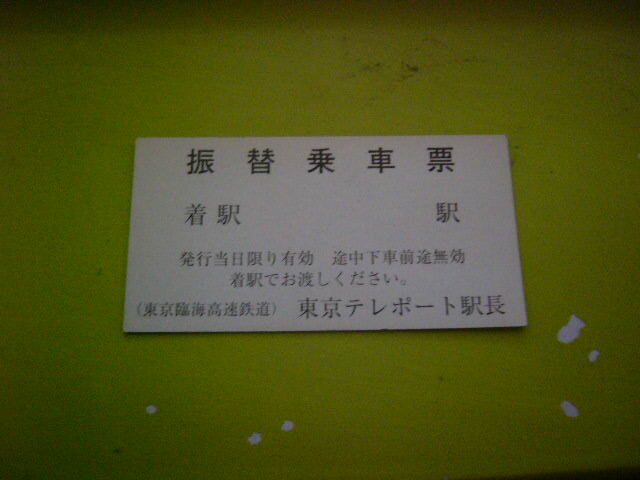 振替乗車票
着駅 駅
発行当日限り有効 途中下車前途無効
着駅でお渡しください。
(東京臨海高速鉄道) 東京テレポート駅長